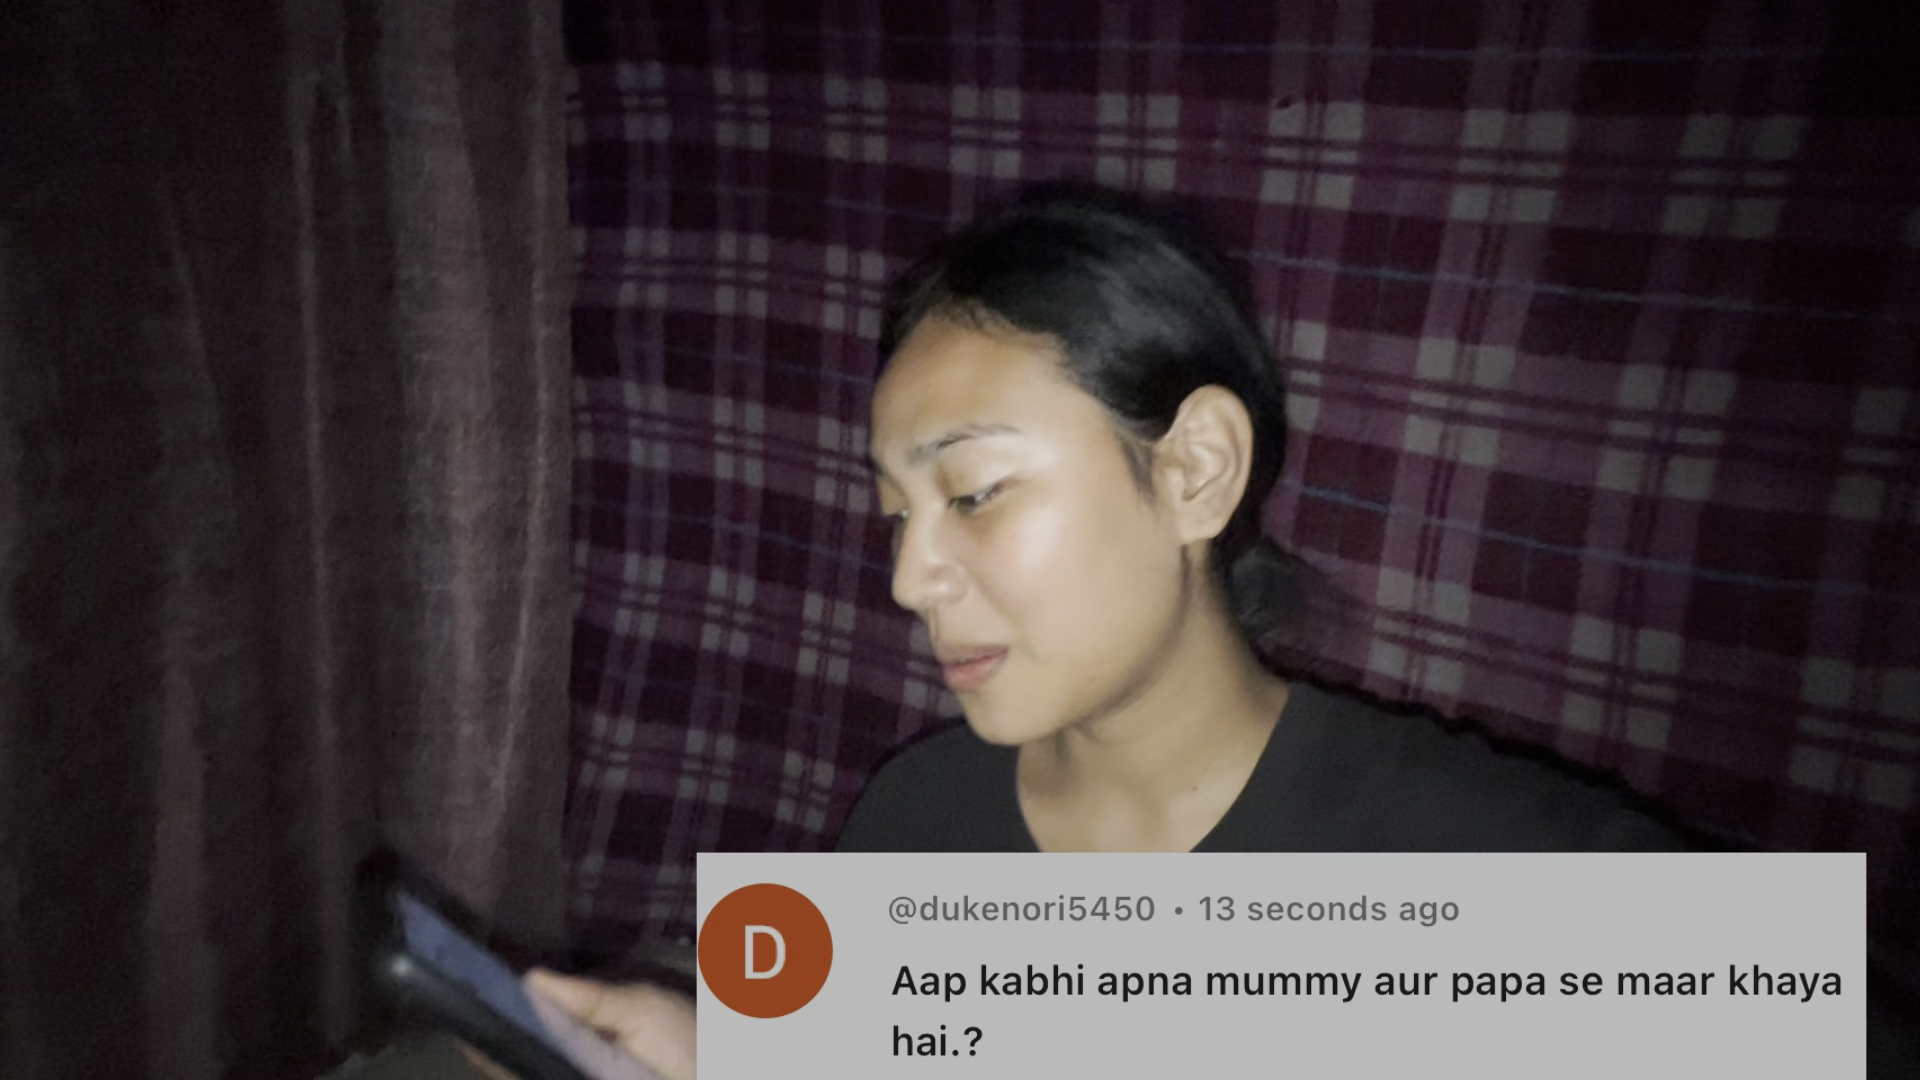 D
@dukenori5450 • 13 seconds ago
Aap kabhi apna mummy aur papa se maar khaya
hai.?